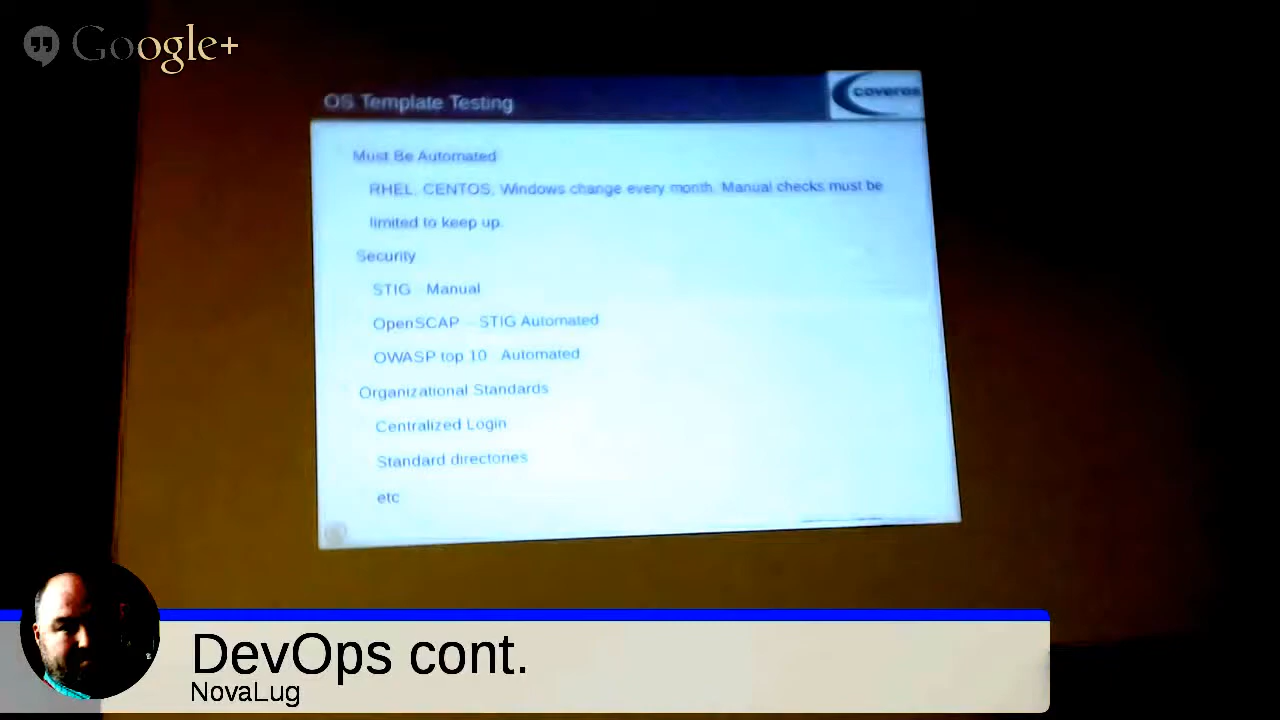 Google+
OS Template Testing
coveros
Must Be Automated
RHEL, CENTOS, Windows change every month. Manual checks must be
limited to keep up.
Security
STIG Manual
OpenSCAP – STIG Automated
OWASP top 10 Automated
Organizational Standards
Centralized Login
Standard directories
etc
DevOps cont.
NovaLug